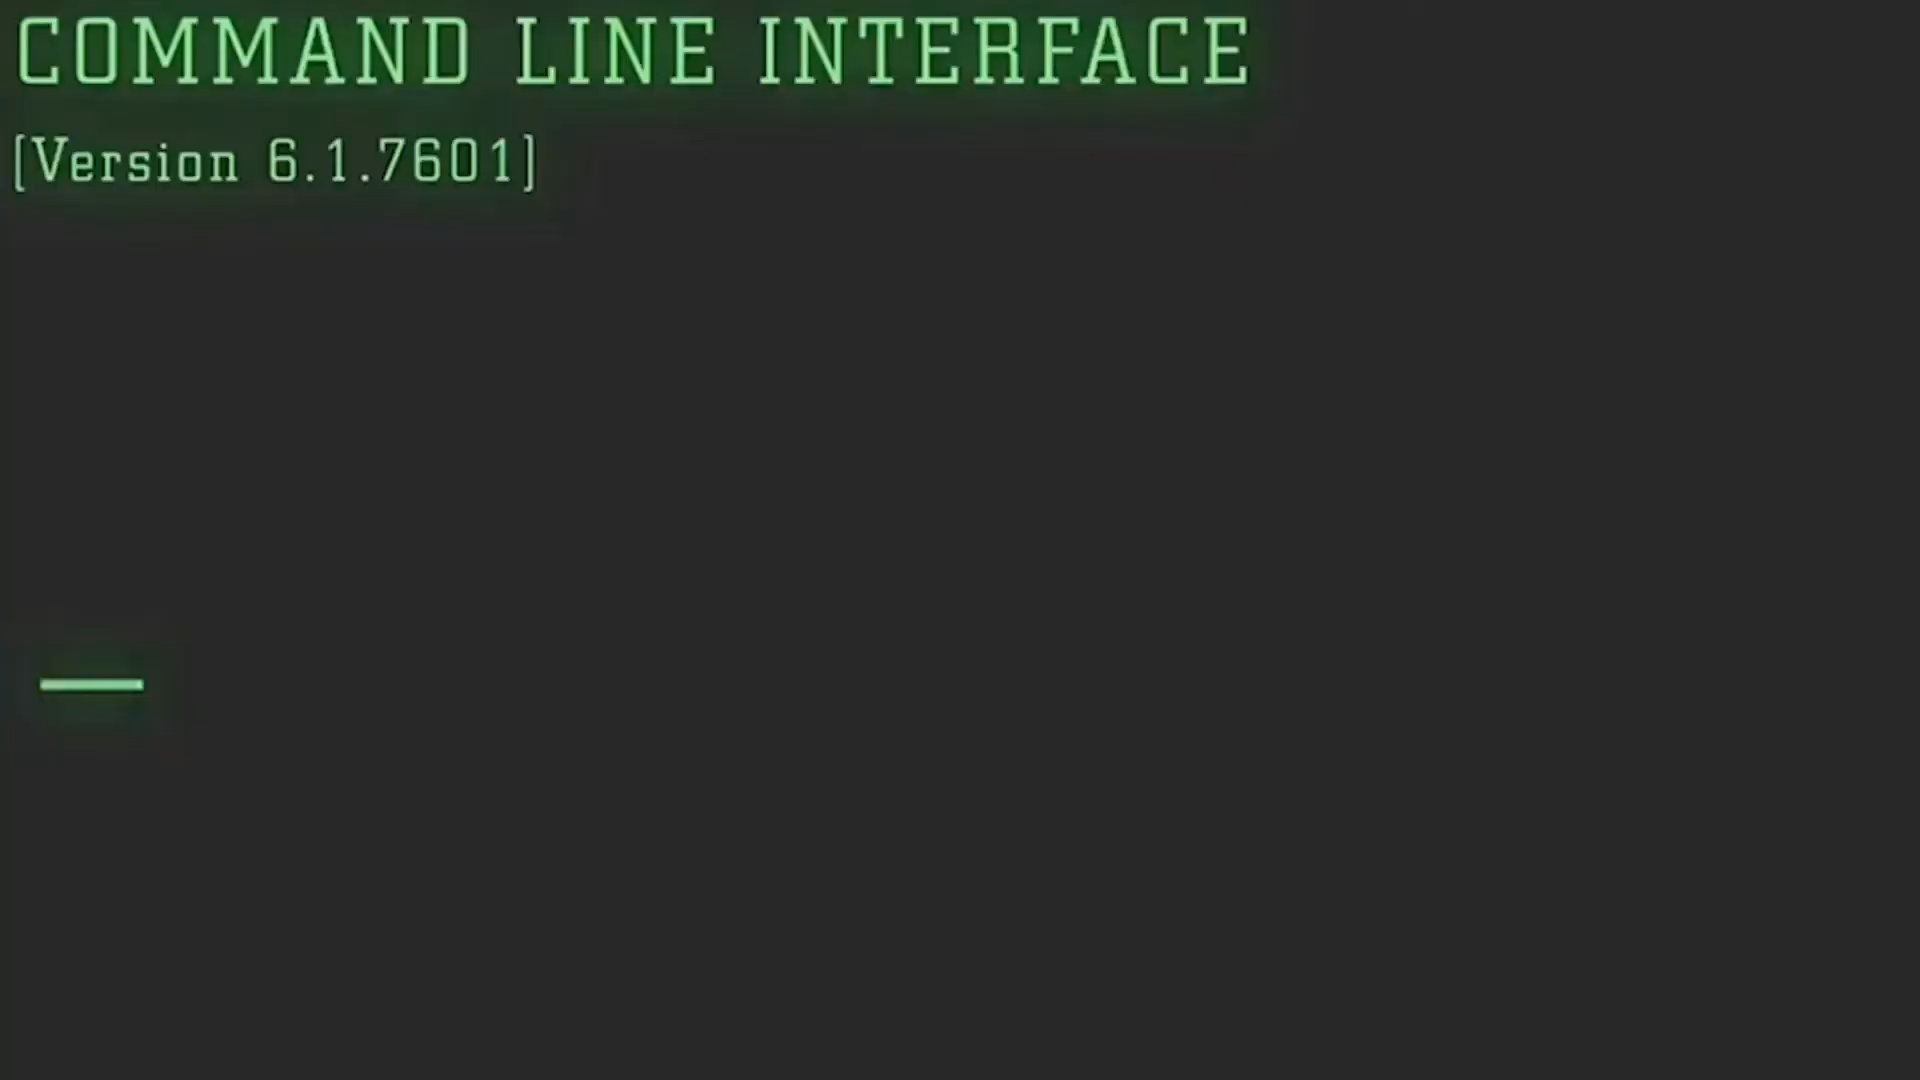 COMMAND LINE INTERFACE
[Version 6.1.7601]